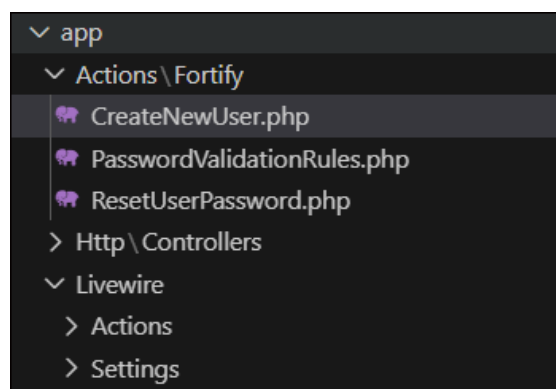 app
Actions\Fortify
CreateNewUser.php
PasswordValidationRules.php
ResetUserPassword.php
Http\Controllers
Livewire
Actions
Settings